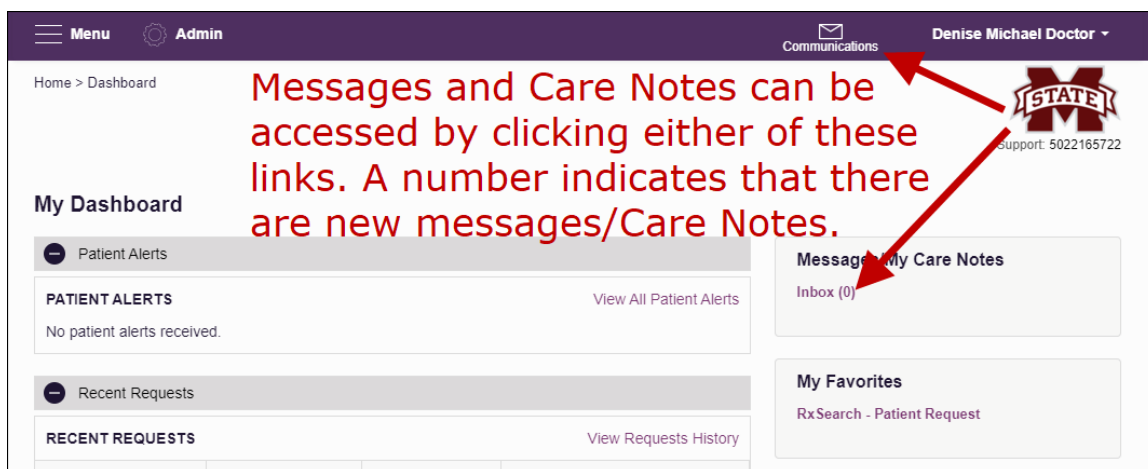 Menu
Admin
Communications
Denise Michael Doctor
Home > Dashboard
Messages and Care Notes can be
accessed by clicking either of these
links. A number indicates that there
are new messages/Care Notes.
STATE
Support: 5022165722
My Dashboard
Patient Alerts
PATIENT ALERTS
View All Patient Alerts
No patient alerts received.
Recent Requests
RECENT REQUESTS
View Requests History
Messages/My Care Notes
Inbox (0)
My Favorites
RxSearch - Patient Request